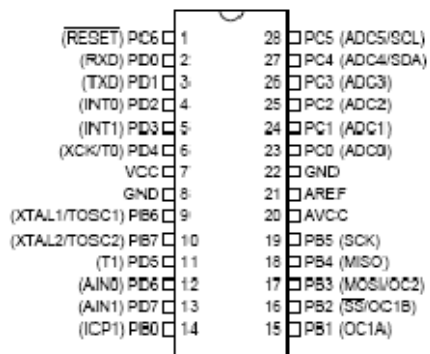 (RESET) PC6 1 28 PC5 (ADC5/SCL)
(RXD) PD0 2 27 PC4 (ADC4/SDA)
(TXD) PD1 3 26 PC3 (ADC3)
(INT0) PD2 4 25 PC2 (ADC2)
(INT1) PD3 5 24 PC1 (ADC1)
(XCK/T0) PD4 6 23 PC0 (ADC0)
VCC 7 22 GND
GND 8 21 AREF
(XTAL1/TOSC1) PB6 9 20 AVCC
(XTAL2/TOSC2) PB7 10 19 PB5 (SCK)
(T1) PD5 11 18 PB4 (MISO)
(AIN0) PD6 12 17 PB3 (MOSI/OC2)
(AIN1) PD7 13 16 PB2 (SS/OC1B)
(ICP1) PB0 14 15 PB1 (OC1A)